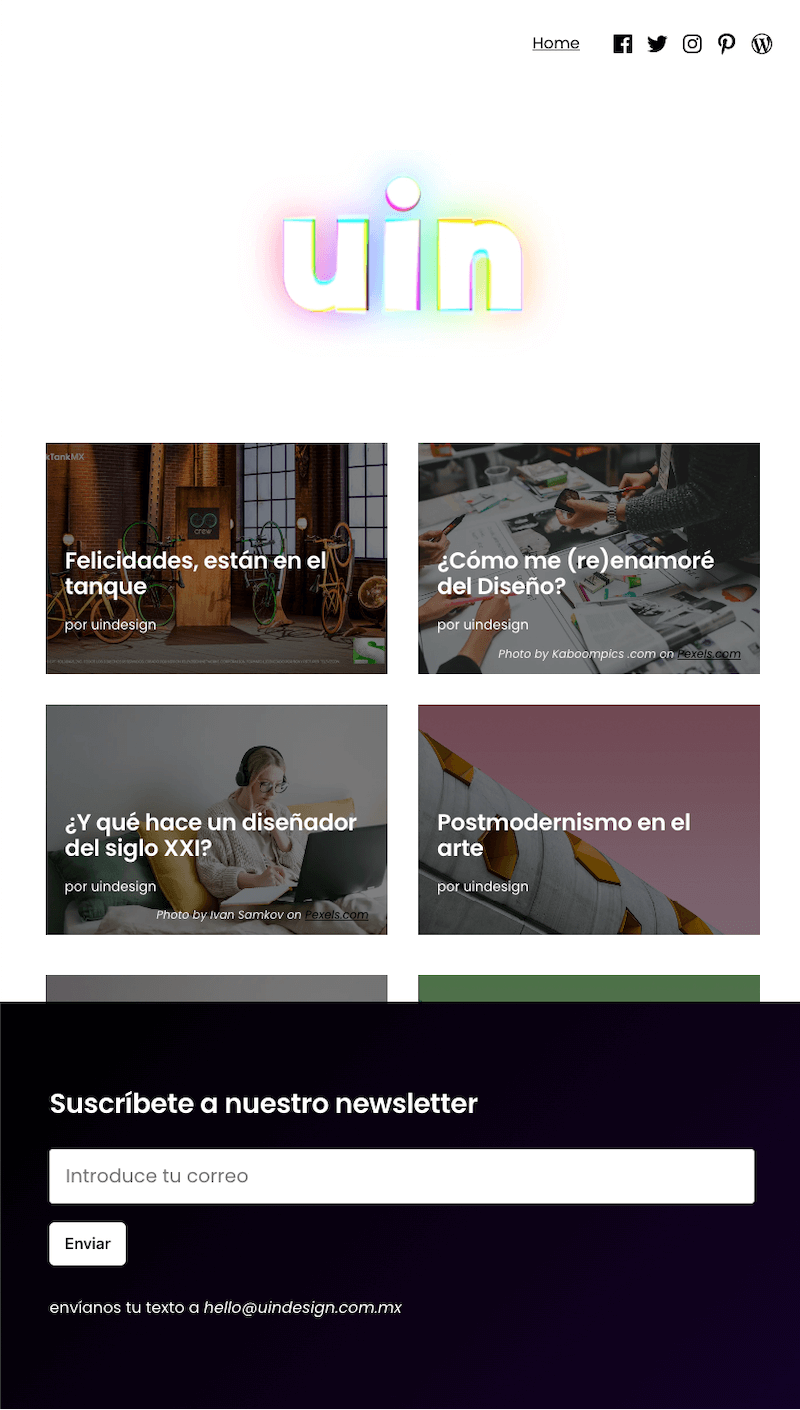 Home
uin
kTankMX
crew
Felicidades, están en el
tanque
por uindesign
¿Cómo me (re)enamoré
del Diseño?
por uindesign
Photo by Kaboompics .com on Pexels.com
¿Y qué hace un diseñador
del siglo XXI?
por uindesign
Photo by Ivan Samkov on Pexels.com
Postmodernismo en el
arte
por uindesign
Suscríbete a nuestro newsletter
Introduce tu correo
Enviar
envíanos tu texto a hello@uindesign.com.mx